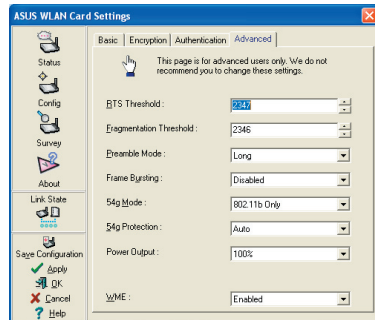 ASUS WLAN Card Settings
Status
Config
Survey
About
Link State
Save Configuration
Apply
OK
Cancel
Help
Basic Encryption Authentication Advanced
This page is for advanced users only. We do not
recommend you to change these settings.
RTS Threshold : 2347
Fragmentation Threshold : 2346
Preamble Mode : Long
Frame Bursting : Disabled
54g Mode : 802.11b Only
54g Protection : Auto
Power Output : 100%
WME : Enabled